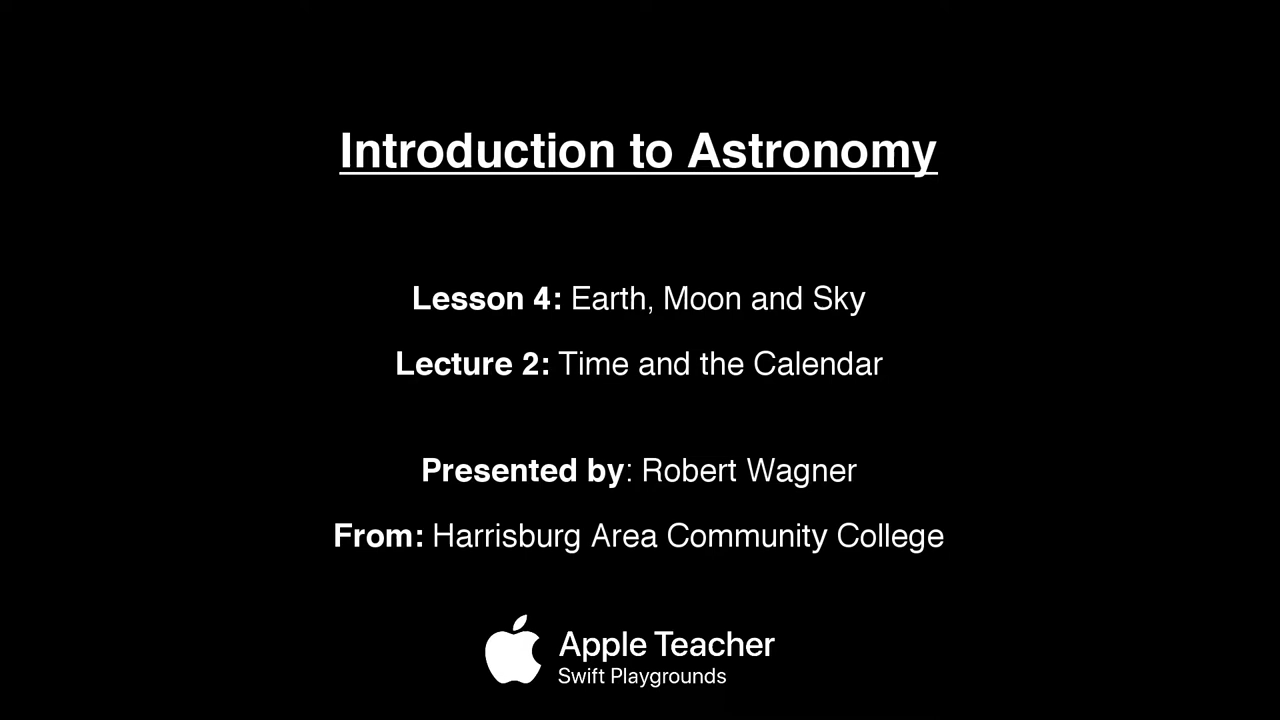 Introduction to Astronomy
Lesson 4: Earth, Moon and Sky
Lecture 2: Time and the Calendar
Presented by: Robert Wagner
From: Harrisburg Area Community College
Apple Teacher
Swift Playgrounds